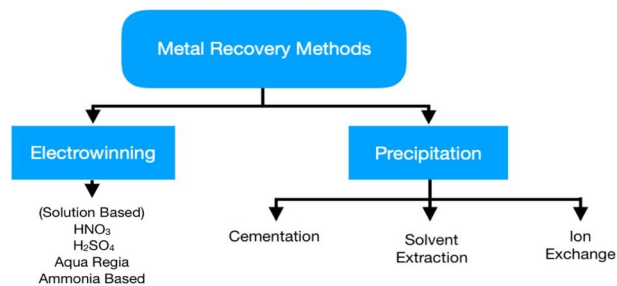 Metal Recovery Methods
Electrowinning
Precipitation
(Solution Based)
HNO₃
H₂SO₄
Aqua Regia
Ammonia Based
Cementation
Solvent
Extraction
Ion
Exchange